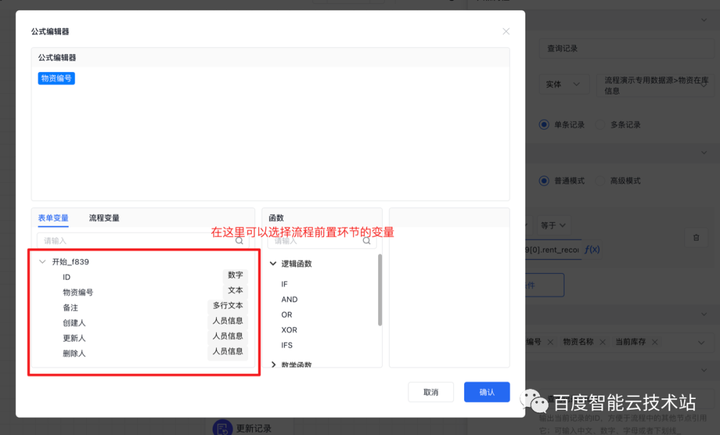 公式编辑器
公式编辑器
物资编号
表单变量 流程变量
请输入
开始_f839
ID 数字
物资编号 文本
备注 多行文本
创建人 人员信息
更新人 人员信息
删除人 人员信息
函数
在这里可以选择流程前置环节的变量
请输入
逻辑函数
IF
AND
OR
XOR
IFS
数学函数
取消 确认
查询记录
实体 流程演示专用数据源>物资在库
信息
单条记录 多条记录
普通模式 高级模式
等于
9[0].rent_reco f(X)
件
编号 物资名称 当前库存
更新记录
百度智能云技术站